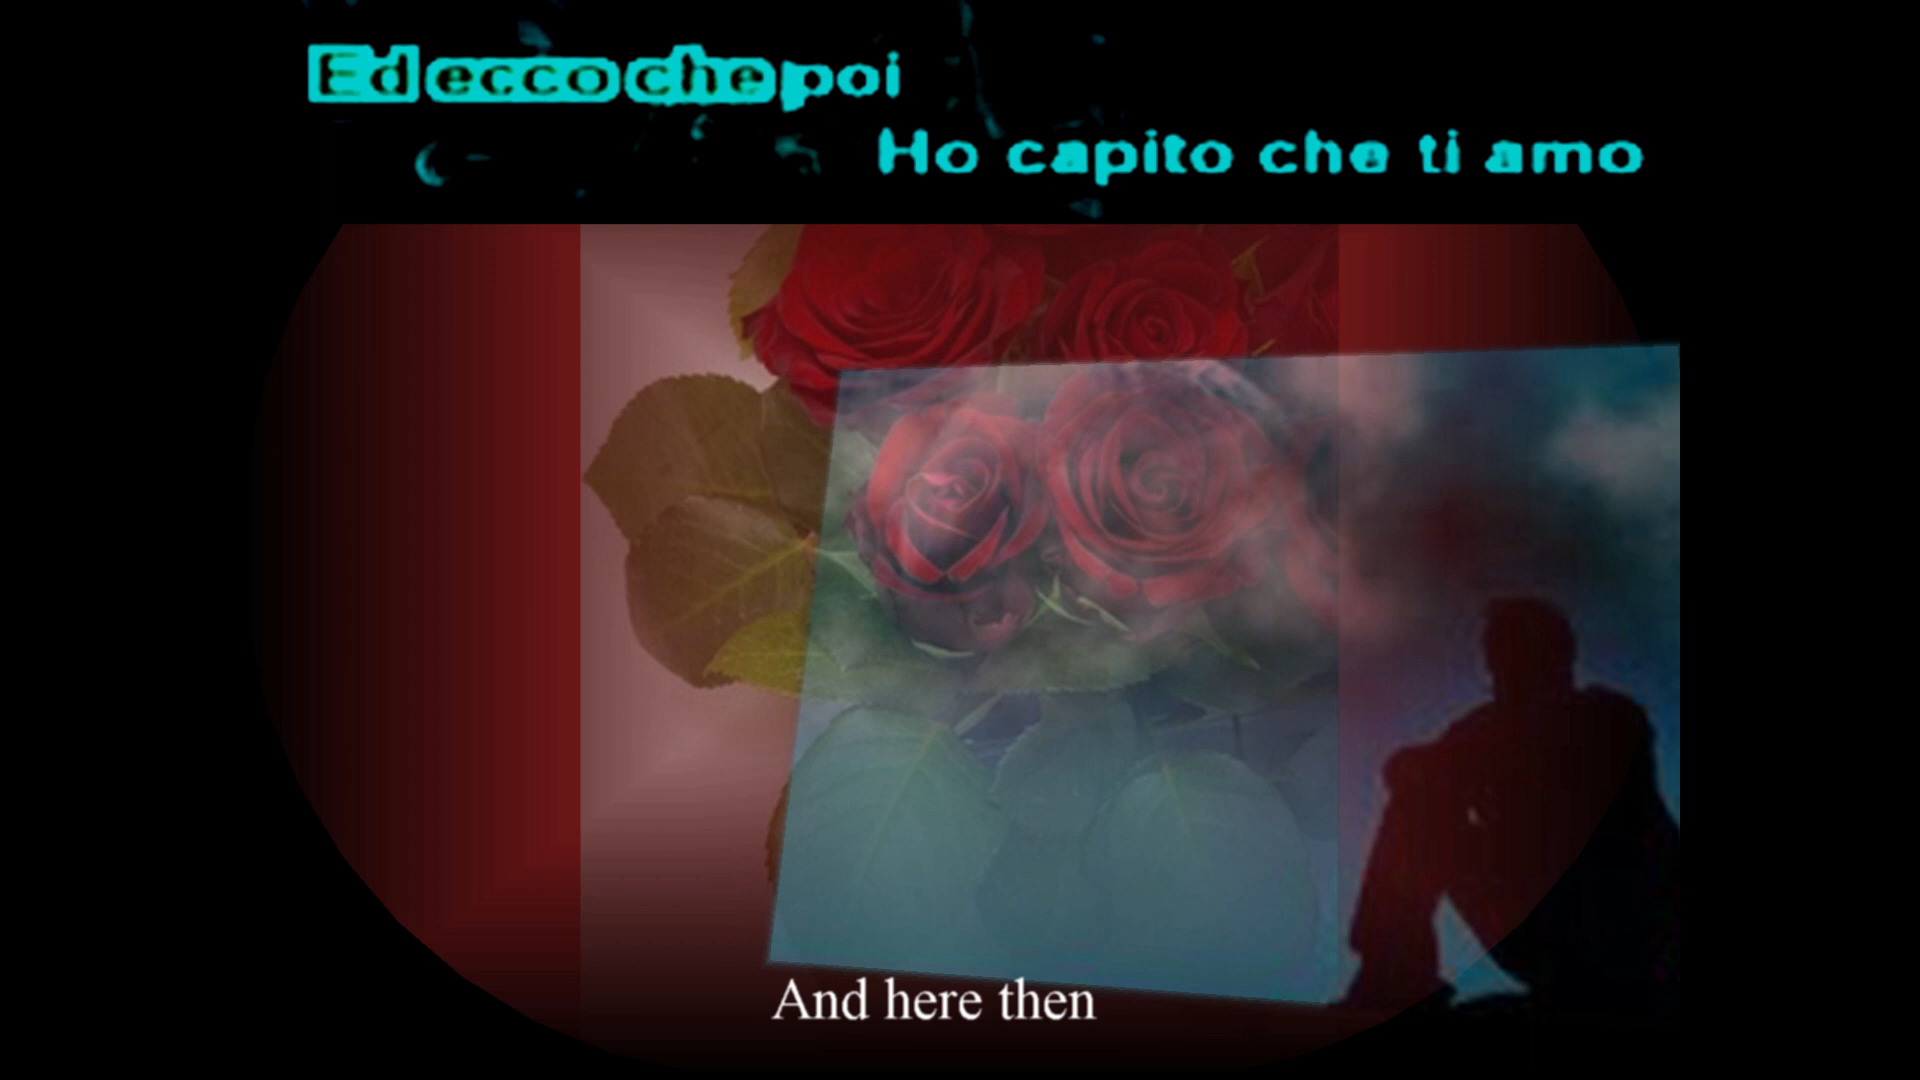 Ed ecco che poi
Ho capito che ti amo
And here then